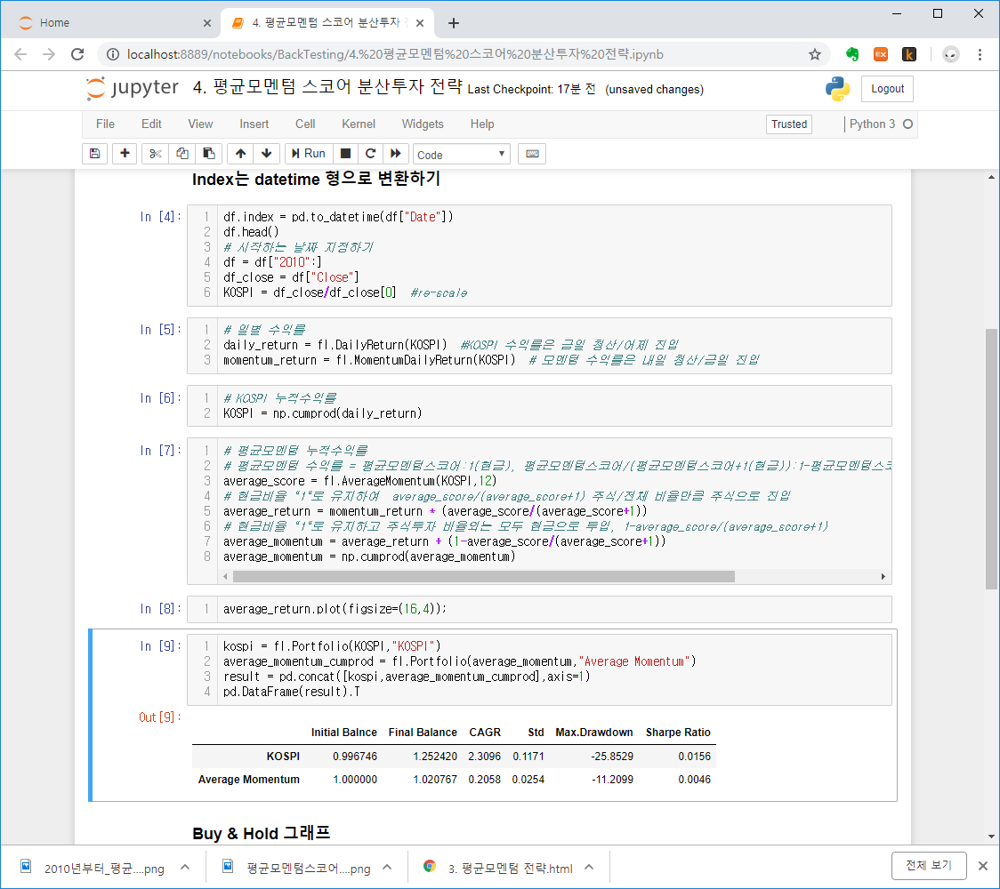 Home
4. 평균모멘텀 스코어 분산투자
localhost:8889/notebooks/BackTesting/4.%20평균모멘텀%20스코어%20분산투자%20전략.ipynb
jupyter 4. 평균모멘텀 스코어 분산투자 전략 Last Checkpoint: 17분 전 (unsaved changes)
Logout
File Edit View Insert Cell Kernel Widgets Help
Trusted
Python 3
Run
Code
Index는 datetime 형으로 변환하기
In [4]:
1 df.index = pd.to_datetime(df["Date"])
2 df.head()
3 # 시작하는 날짜 지정하기
4 df = df["2010":]
5 df_close = df["Close"]
6 KOSPI = df_close/df_close[0] #re-scale
In [5]:
1 # 일별 수익률
2 daily_return = fl.DailyReturn(KOSPI) #KOSPI 수익률은 금일 청산/어제 진입
3 momentum_return = fl.MomentumDailyReturn(KOSPI) # 모멘텀 수익률은 내일 청산/금일 진입
In [6]:
1 # KOSPI 누적수익률
2 KOSPI = np.cumprod(daily_return)
In [7]:
1 # 평균모멘텀 누적수익률
2 # 평균모멘텀 수익률 = 평균모멘텀스코어:1(현금), 평균모멘텀스코어/(평균모멘텀스코어+1(현금)):1-평균모멘텀스코
3 average_score = fl.AverageMomentum(KOSPI,12)
4 # 현금비율 "1"로 유지하여 average_score/(average_score+1) 주식/전체 비율만큼 주식으로 진입
5 average_return = momentum_return * (average_score/(average_score+1))
6 # 현금비율 "1"로 유지하고 주식투자 비율외는 모두 현금으로 투입, 1-average_score/(average_score+1)
7 average_momentum = average_return + (1-average_score/(average_score+1))
8 average_momentum = np.cumprod(average_momentum)
In [8]:
1 average_return.plot(figsize=(16,4));
In [9]:
1 kospi = fl.Portfolio(KOSPI,"KOSPI")
2 average_momentum_cumprod = fl.Portfolio(average_momentum,"Average Momentum")
3 result = pd.concat([kospi,average_momentum_cumprod],axis=1)
4 pd.DataFrame(result).T
Out[9]:
Initial Balnce Final Balance CAGR Std Max.Drawdown Sharpe Ratio
KOSPI 0.996746 1.252420 2.3096 0.1171 -25.8529 0.0156
Average Momentum 1.000000 1.020767 0.2058 0.0254 -11.2099 0.0046
Buy & Hold 그래프
2010년부터_평균....png
평균모멘텀스코어....png
3. 평균모멘텀 전략.html
전체 보기